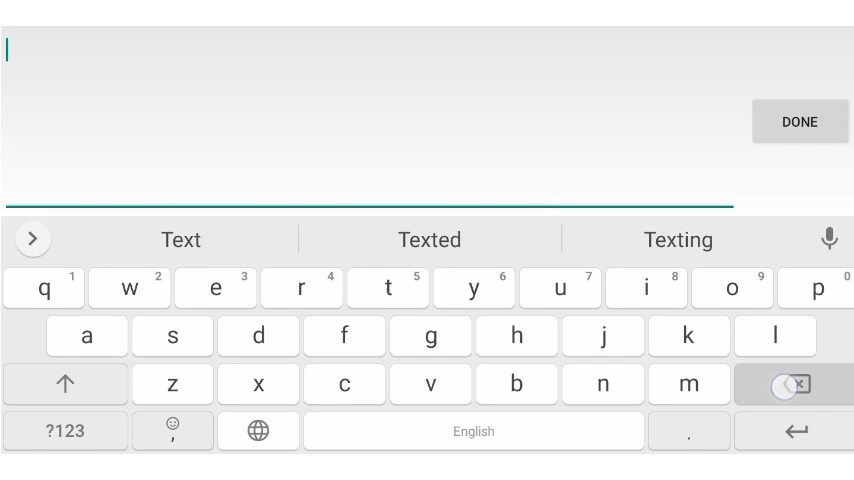 DONE
Text Texted Texting
q 1 w 2 e 3 r 4 t 5 y 6 u 7 i 8 o 9 p 0
a s d f g h j k l
z x c v b n m
?123 , English .